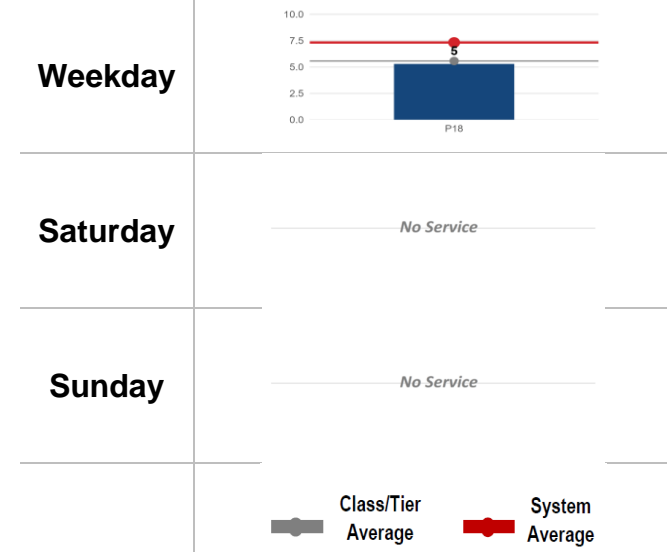 Weekday
10.0
7.5
5.0
2.5
0.0
5
P18
Saturday
No Service
Sunday
No Service
Class/Tier
Average
System
Average